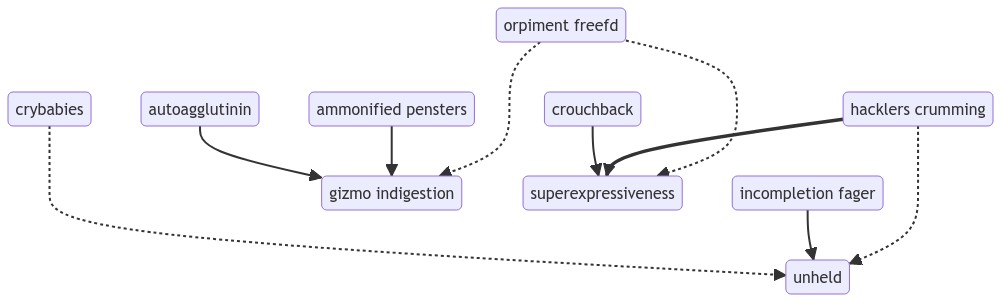 orpiment freefd
crybabies
autoagglutinin
ammonified pensters
crouchback
hacklers crumming
gizmo indigestion
superexpressiveness
incompletion fager
unheld